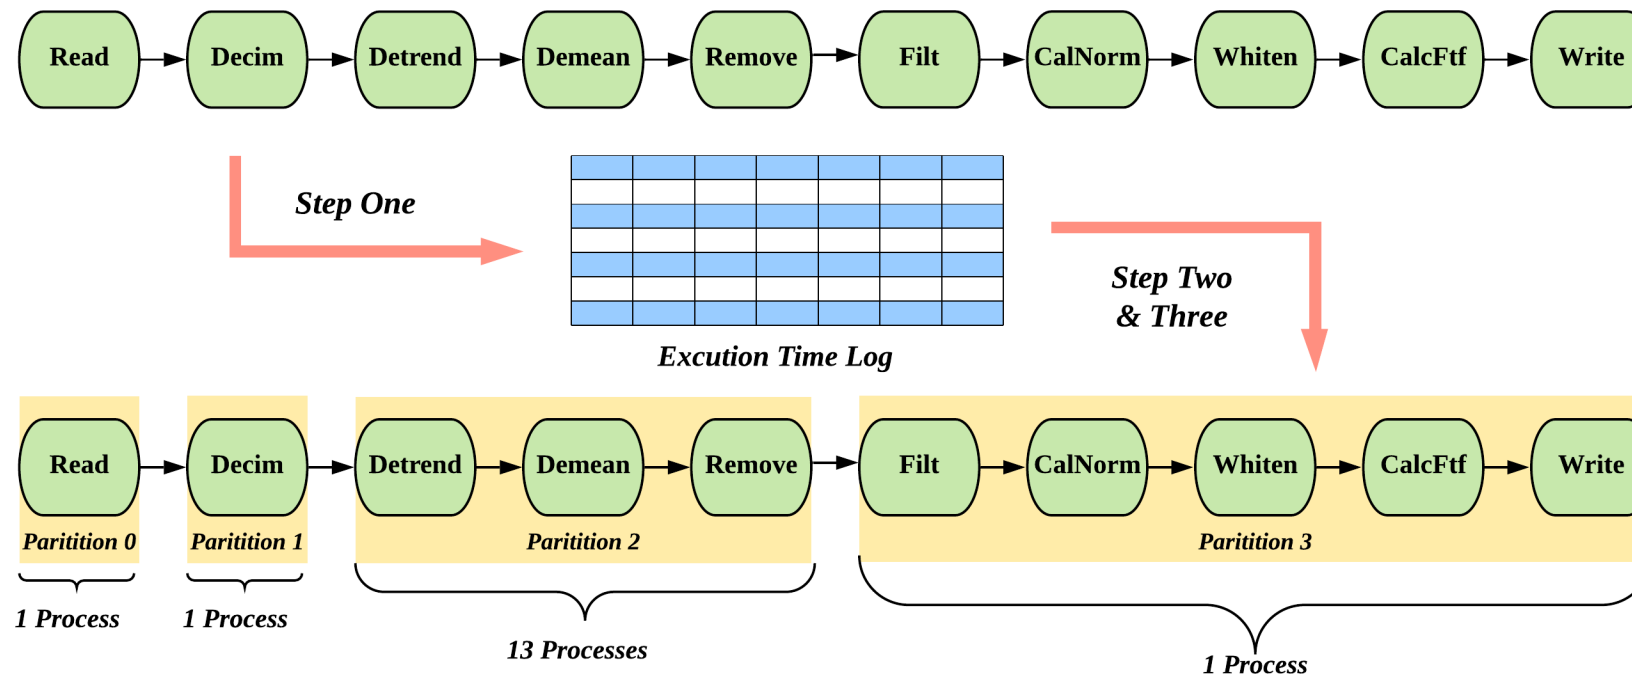 Read Decim Detrend Demean Remove Filt CalNorm Whiten CalcFtf Write
Step One
Step Two
& Three
Excution Time Log
Read Decim Detrend Demean Remove Filt CalNorm Whiten CalcFtf Write
Paritition 0 Paritition 1 Paritition 2 Paritition 3
1 Process 1 Process 13 Processes 1 Process